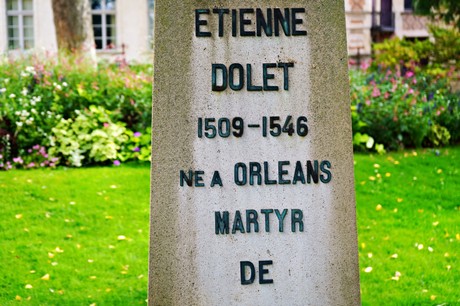 ETIENNE
DOLET
1509-1546
NE A ORLEANS
MARTYR
DE